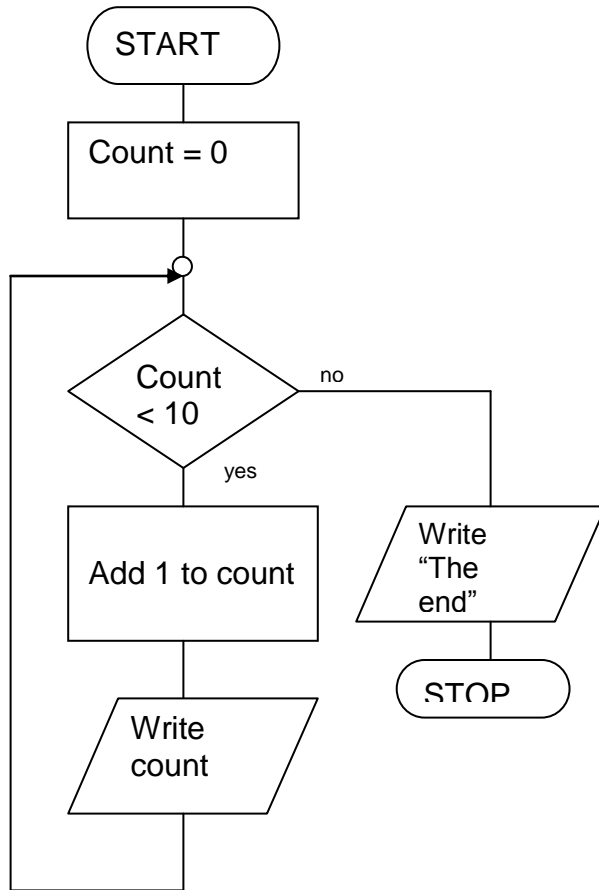 START
Count = 0
Count
< 10
no
yes
Add 1 to count
Write
“The
end”
Write
count
STOP